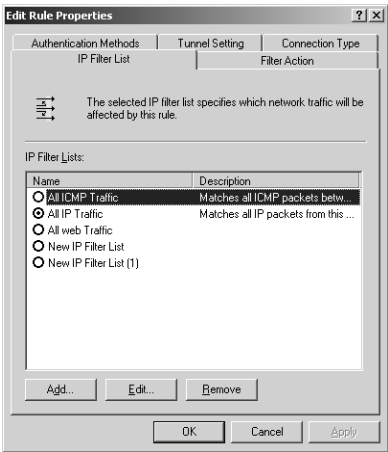 Edit Rule Properties
Authentication Methods Tunnel Setting Connection Type
IP Filter List Filter Action
The selected IP filter list specifies which network traffic will be
affected by this rule.
IP Filter Lists:
Name Description
All ICMP Traffic Matches all ICMP packets betw...
All IP Traffic Matches all IP packets from this ...
All web Traffic
New IP Filter List
New IP Filter List (1)
Add... Edit... Remove
OK Cancel Apply